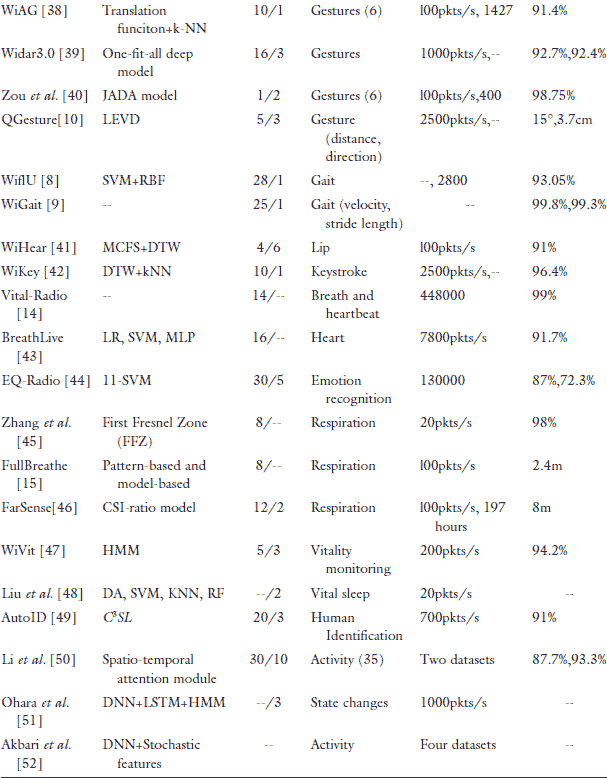 WiAG [38] Translation 10/1 Gestures (6) l00pkts/s, 1427 91.4%
funciton+k-NN
Widar3.0 [39] One-fit-all deep 16/3 Gestures 1000pkts/s,-- 92.7%,92.4%
model
Zou et al. [40] JADA model 1/2 Gestures (6) l00pkts/s,400 98.75%
QGesture[10] LEVD 5/3 Gesture 2500pkts/s,-- 15°,3.7cm
(distance,
direction)
WiflU [8] SVM+RBF 28/1 Gait --, 2800 93.05%
WiGait [9] -- 25/1 Gait (velocity, -- 99.8%,99.3%
stride length)
WiHear [41] MCFS+DTW 4/6 Lip l00pkts/s 91%
WiKey [42] DTW+kNN 10/1 Keystroke 2500pkts/s,-- 96.4%
Vital-Radio -- 14/-- Breath and 448000 99%
[14] heartbeat
BreathLive LR, SVM, MLP 16/-- Heart 7800pkts/s 91.7%
[43]
EQ-Radio [44] 11-SVM 30/5 Emotion 130000 87%,72.3%
recognition
Zhang et al. First Fresnel Zone 8/-- Respiration 20pkts/s 98%
[45] (FFZ)
FullBreathe Pattern-based and 8/-- Respiration l00pkts/s 2.4m
[15] model-based
FarSense[46] CSI-ratio model 12/2 Respiration l00pkts/s, 197 8m
hours
WiVit [47] HMM 5/3 Vitality 200pkts/s 94.2%
monitoring
Liu et al. [48] DA, SVM, KNN, RF --/2 Vital sleep 20pkts/s --
AutoID [49] C³SL 20/3 Human 700pkts/s 91%
Identification
Li et al. [50] Spatio-temporal 30/10 Activity (35) Two datasets 87.7%,93.3%
attention module
Ohara et al. DNN+LSTM+HMM --/3 State changes 1000pkts/s --
[51]
Akbari et al. DNN+Stochastic -- Activity Four datasets --
[52] features